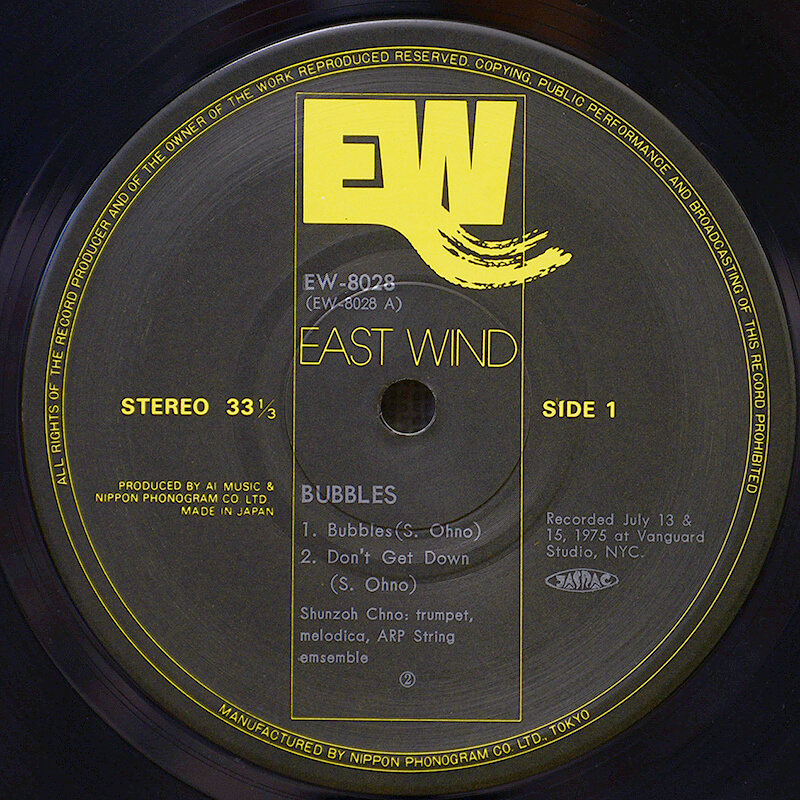 ALL RIGHTS OF THE RECORD PRODUCER AND OF THE OWNER OF THE WORK REPRODUCED RESERVED. COPYING, PUBLIC PERFORMANCE AND BROADCASTING OF THIS RECORD PROHIBITED
EW
EW-8028
(EW-8028 A)
EAST WIND
STEREO 33 1/3
SIDE 1
PRODUCED BY AI MUSIC &
NIPPON PHONOGRAM CO. LTD.
MADE IN JAPAN
BUBBLES
1. Bubbles (S. Ohno)
2. Don't Get Down
(S. Ohno)
Shunzoh Chno: trumpet,
melodica, ARP String
emsemble
②
Recorded July 13 &
15, 1975 at Vanguard
Studio, NYC.
JASRAC
MANUFACTURED BY NIPPON PHONOGRAM CO. LTD., TOKYO